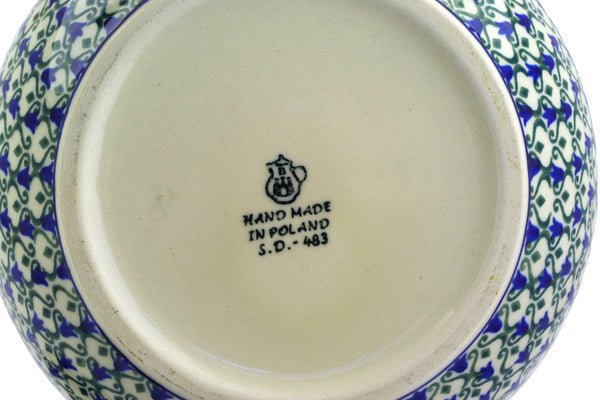 B
HAND MADE
IN POLAND
S.D.- 483